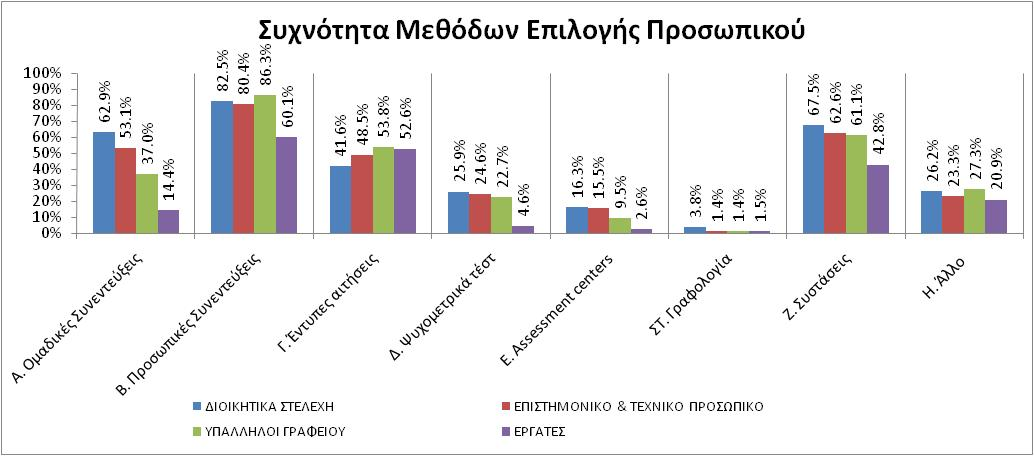 Συχνότητα Μεθόδων Επιλογής Προσωπικού
100%
90%
80%
70%
60%
50%
40%
30%
20%
10%
0%
62.9% 53.1% 37.0% 14.4%
82.5% 80.4% 86.3% 60.1%
41.6% 48.5% 53.8% 52.6%
25.9% 24.6% 22.7% 4.6%
16.3% 15.5% 9.5% 2.6%
3.8% 1.4% 1.4% 1.5%
67.5% 62.6% 61.1% 42.8%
26.2% 23.3% 27.3% 20.9%
Α. Ομαδικές Συνεντεύξεις
Β. Προσωπικές Συνεντεύξεις
Γ. Έντυπες αιτήσεις
Δ. Ψυχομετρικά τέστ
Ε. Assessment centers
ΣΤ. Γραφολογία
Ζ. Συστάσεις
Η. Άλλο
ΔΙΟΙΚΗΤΙΚΑ ΣΤΕΛΕΧΗ
ΕΠΙΣΤΗΜΟΝΙΚΟ & ΤΕΧΝΙΚΟ ΠΡΟΣΩΠΙΚΟ
ΥΠΑΛΛΗΛΟΙ ΓΡΑΦΕΙΟΥ
ΕΡΓΑΤΕΣ